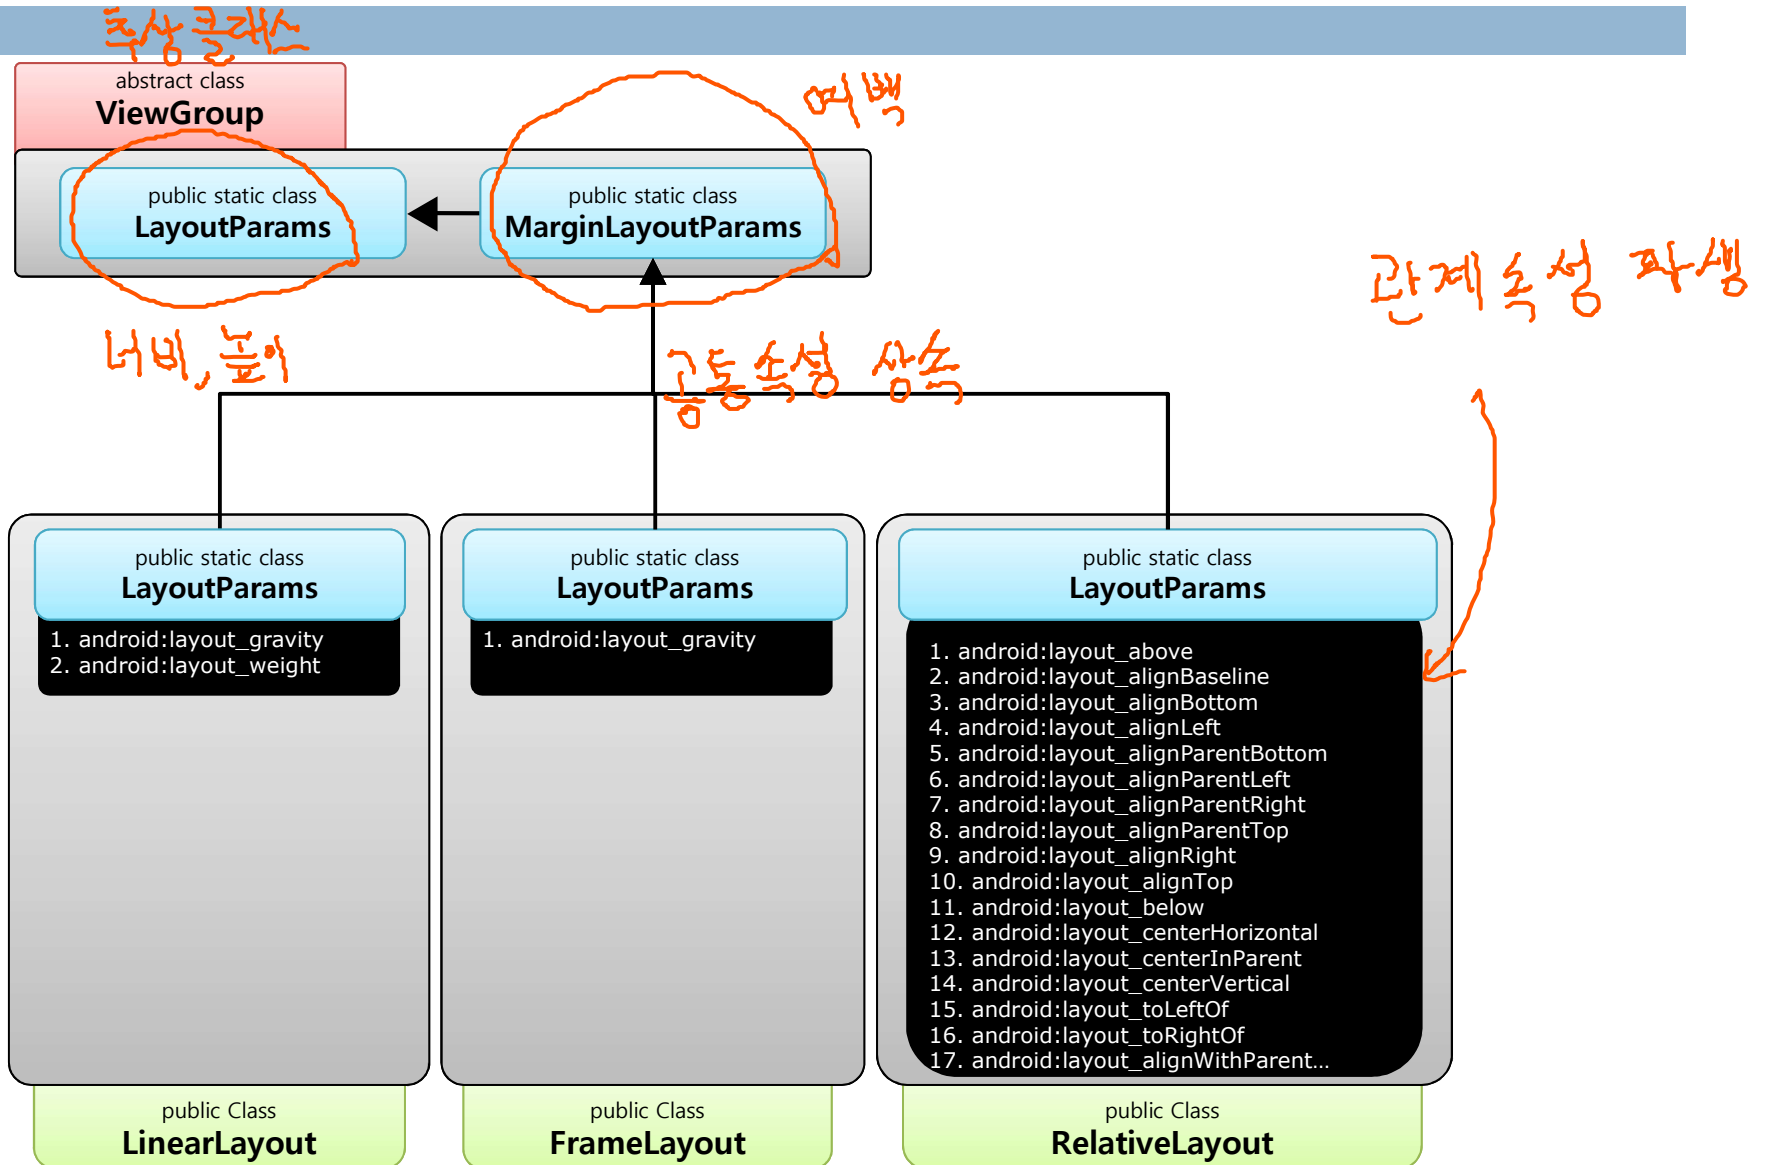 추상클래스
abstract class
ViewGroup
여백
public static class
LayoutParams
public static class
MarginLayoutParams
너비, 높이
공통속성 상속
관계속성 파생
public static class
LayoutParams
1. android:layout_gravity
2. android:layout_weight
public Class
LinearLayout
public static class
LayoutParams
1. android:layout_gravity
public Class
FrameLayout
public static class
LayoutParams
1. android:layout_above
2. android:layout_alignBaseline
3. android:layout_alignBottom
4. android:layout_alignLeft
5. android:layout_alignParentBottom
6. android:layout_alignParentLeft
7. android:layout_alignParentRight
8. android:layout_alignParentTop
9. android:layout_alignRight
10. android:layout_alignTop
11. android:layout_below
12. android:layout_centerHorizontal
13. android:layout_centerInParent
14. android:layout_centerVertical
15. android:layout_toLeftOf
16. android:layout_toRightOf
17. android:layout_alignWithParent...
public Class
RelativeLayout